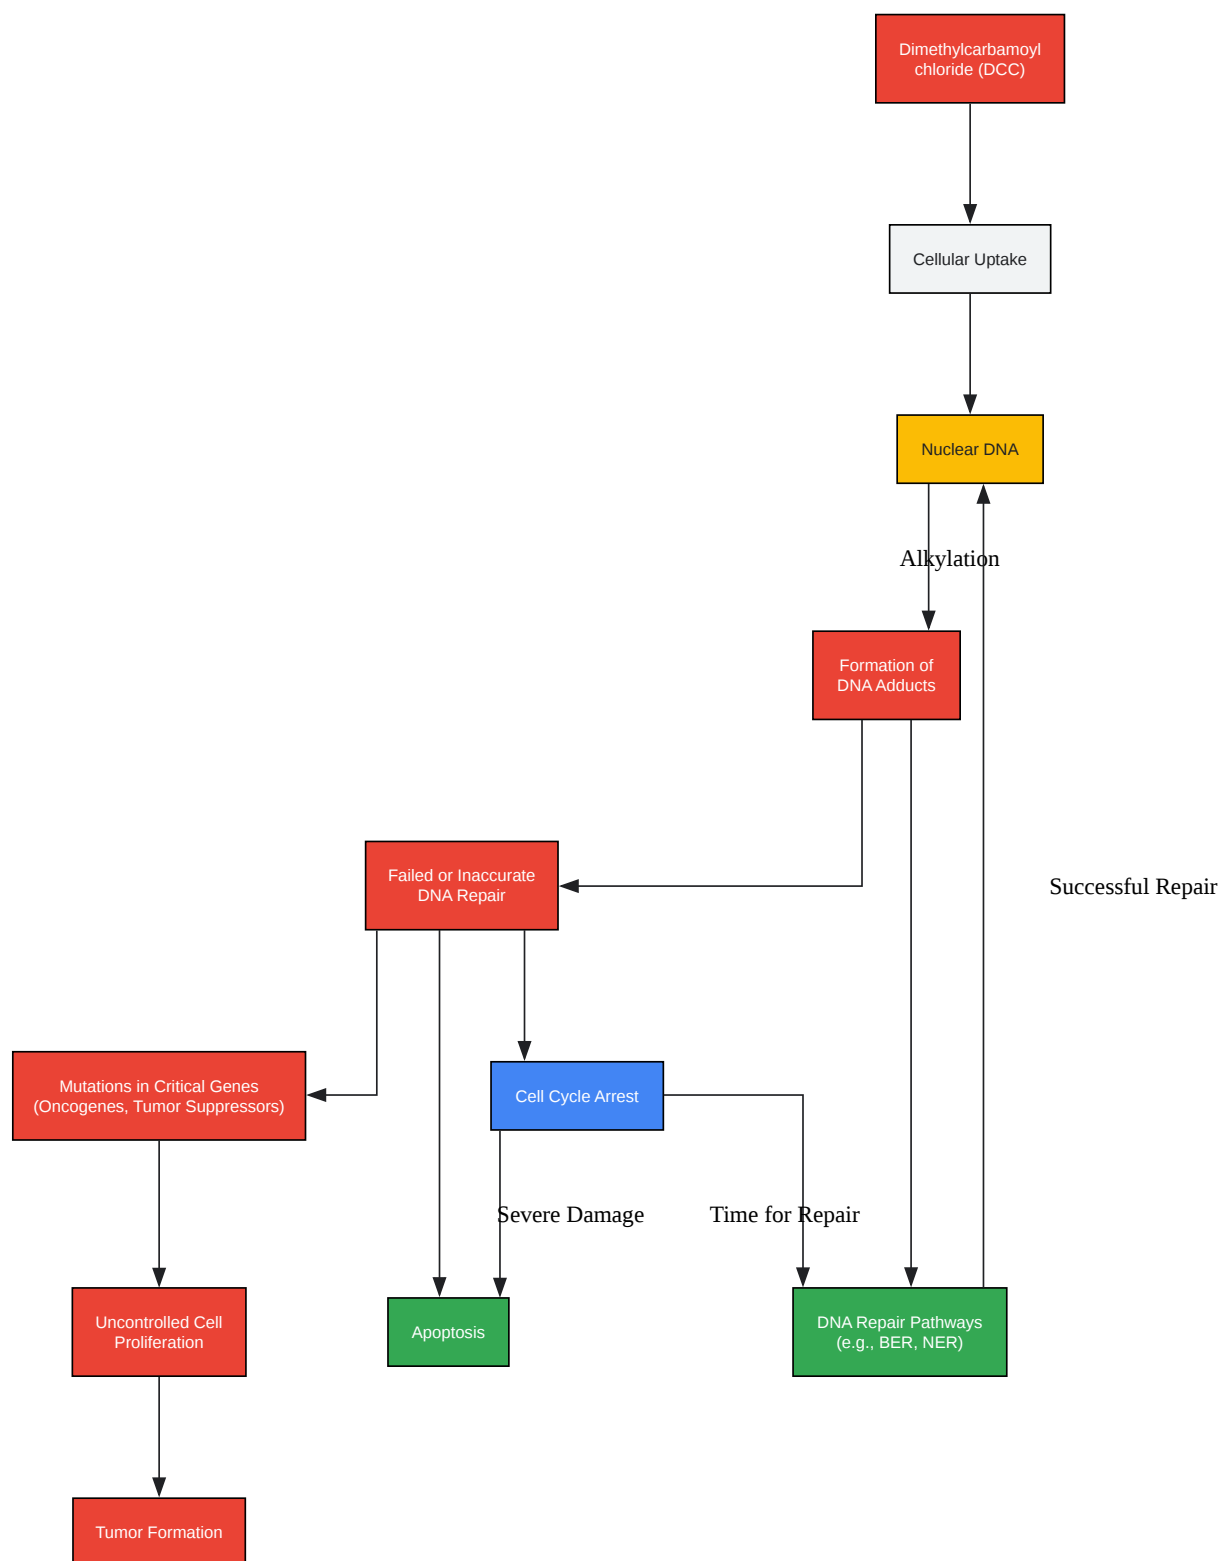 Dimethylcarbamoyl
chloride (DCC)
Cellular Uptake
Nuclear DNA
Alkylation
Formation of
DNA Adducts
Failed or Inaccurate
DNA Repair
Successful Repair
Mutations in Critical Genes
(Oncogenes, Tumor Suppressors)
Cell Cycle Arrest
Severe Damage
Time for Repair
Uncontrolled Cell
Proliferation
Apoptosis
DNA Repair Pathways
(e.g., BER, NER)
Tumor Formation